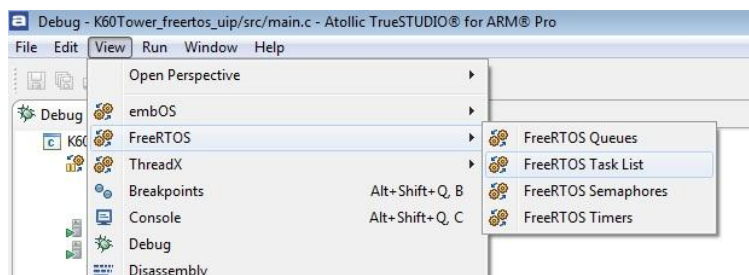 Debug - K60Tower_freertos_uip/src/main.c - Atollic TrueSTUDIO® for ARM® Pro
File Edit View Run Window Help
Open Perspective
Debug
embOS
K60
FreeRTOS
FreeRTOS Queues
ThreadX
FreeRTOS Task List
Breakpoints Alt+Shift+Q, B
FreeRTOS Semaphores
Console Alt+Shift+Q, C
FreeRTOS Timers
Debug
Disassembly